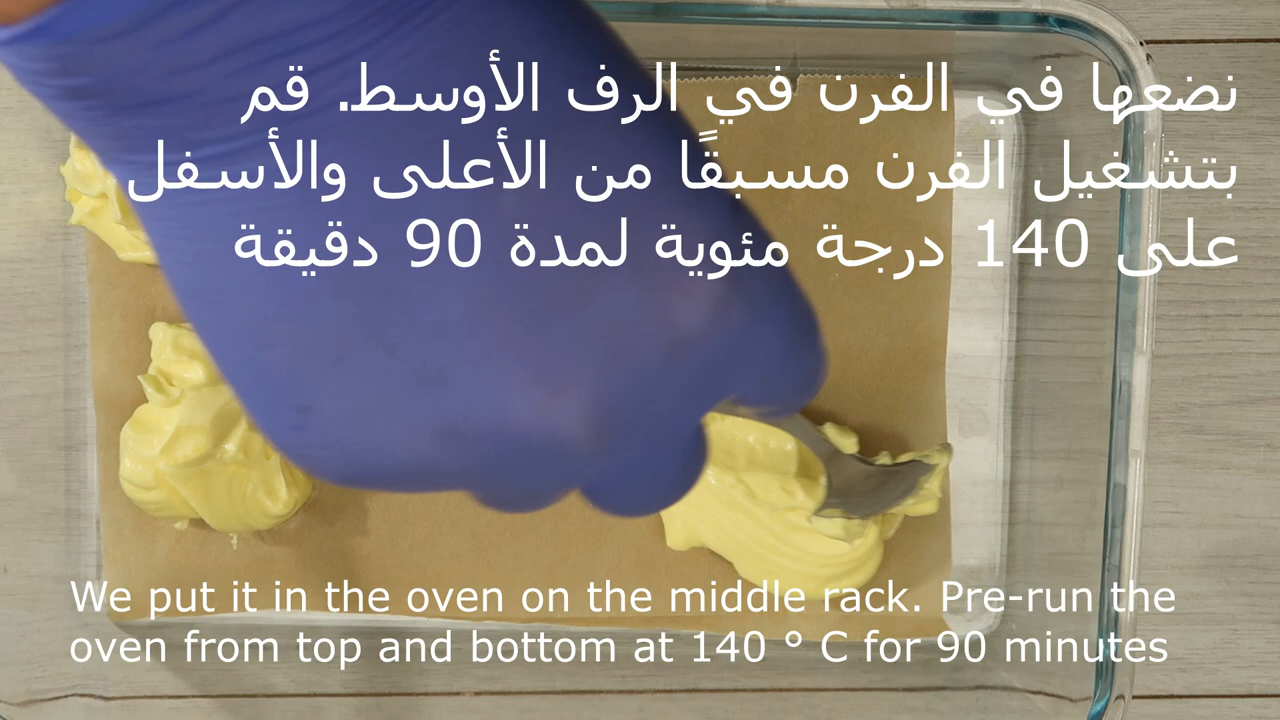 نضعها في الفرن في الرف الأوسط. قم
بتشغيل الفرن مسبقًا من الأعلى والأسفل
على 140 درجة مئوية لمدة 90 دقيقة
We put it in the oven on the middle rack. Pre-run the
oven from top and bottom at 140 ° C for 90 minutes